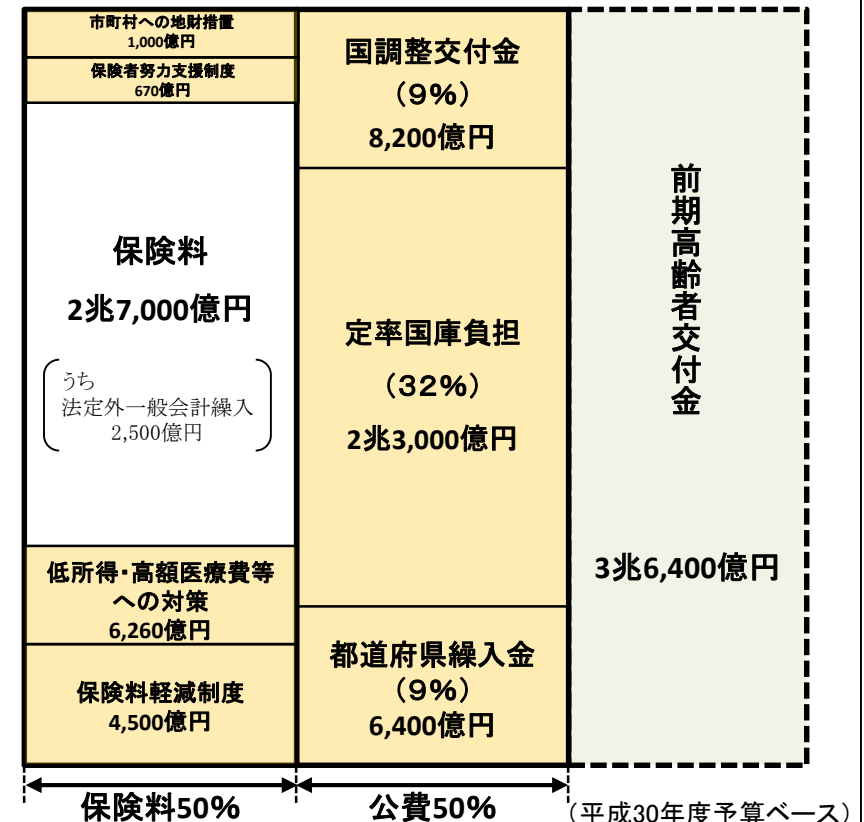 市町村への地財措置
1,000億円
保険者努力支援制度
670億円
保険料
2兆7,000億円
うち
法定外一般会計繰入
2,500億円
低所得・高額医療費等
への対策
6,260億円
保険料軽減制度
4,500億円
国調整交付金
（９%）
8,200億円
定率国庫負担
（３２%）
2兆3,000億円
都道府県繰入金
（９%）
6,400億円
前期高齢者交付金
3兆6,400億円
保険料50%
公費50%
（平成30年度予算ベース）